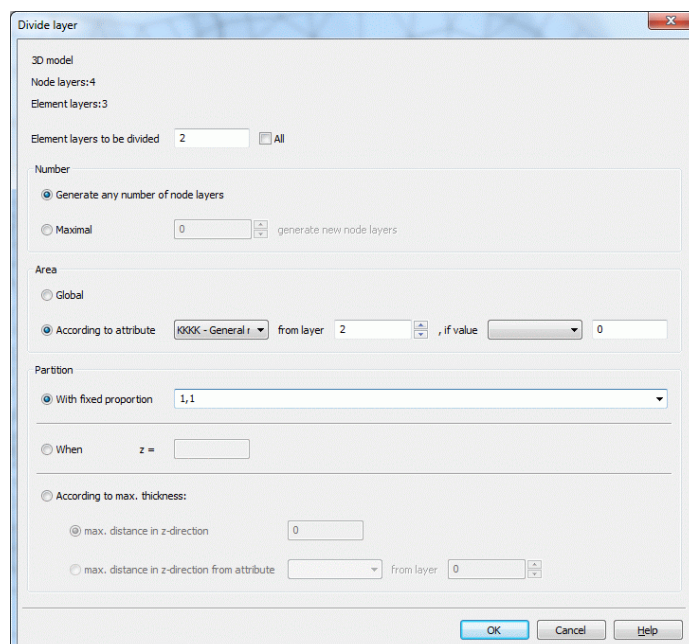 Divide layer
3D model
Node layers:4
Element layers:3
Element layers to be divided 2 All
Number
Generate any number of node layers
Maximal 0 generate new node layers
Area
Global
According to attribute KKKK - General r from layer 2 , if value 0
Partition
With fixed proportion 1,1
When z =
According to max. thickness:
max. distance in z-direction 0
max. distance in z-direction from attribute from layer 0
OK Cancel Help